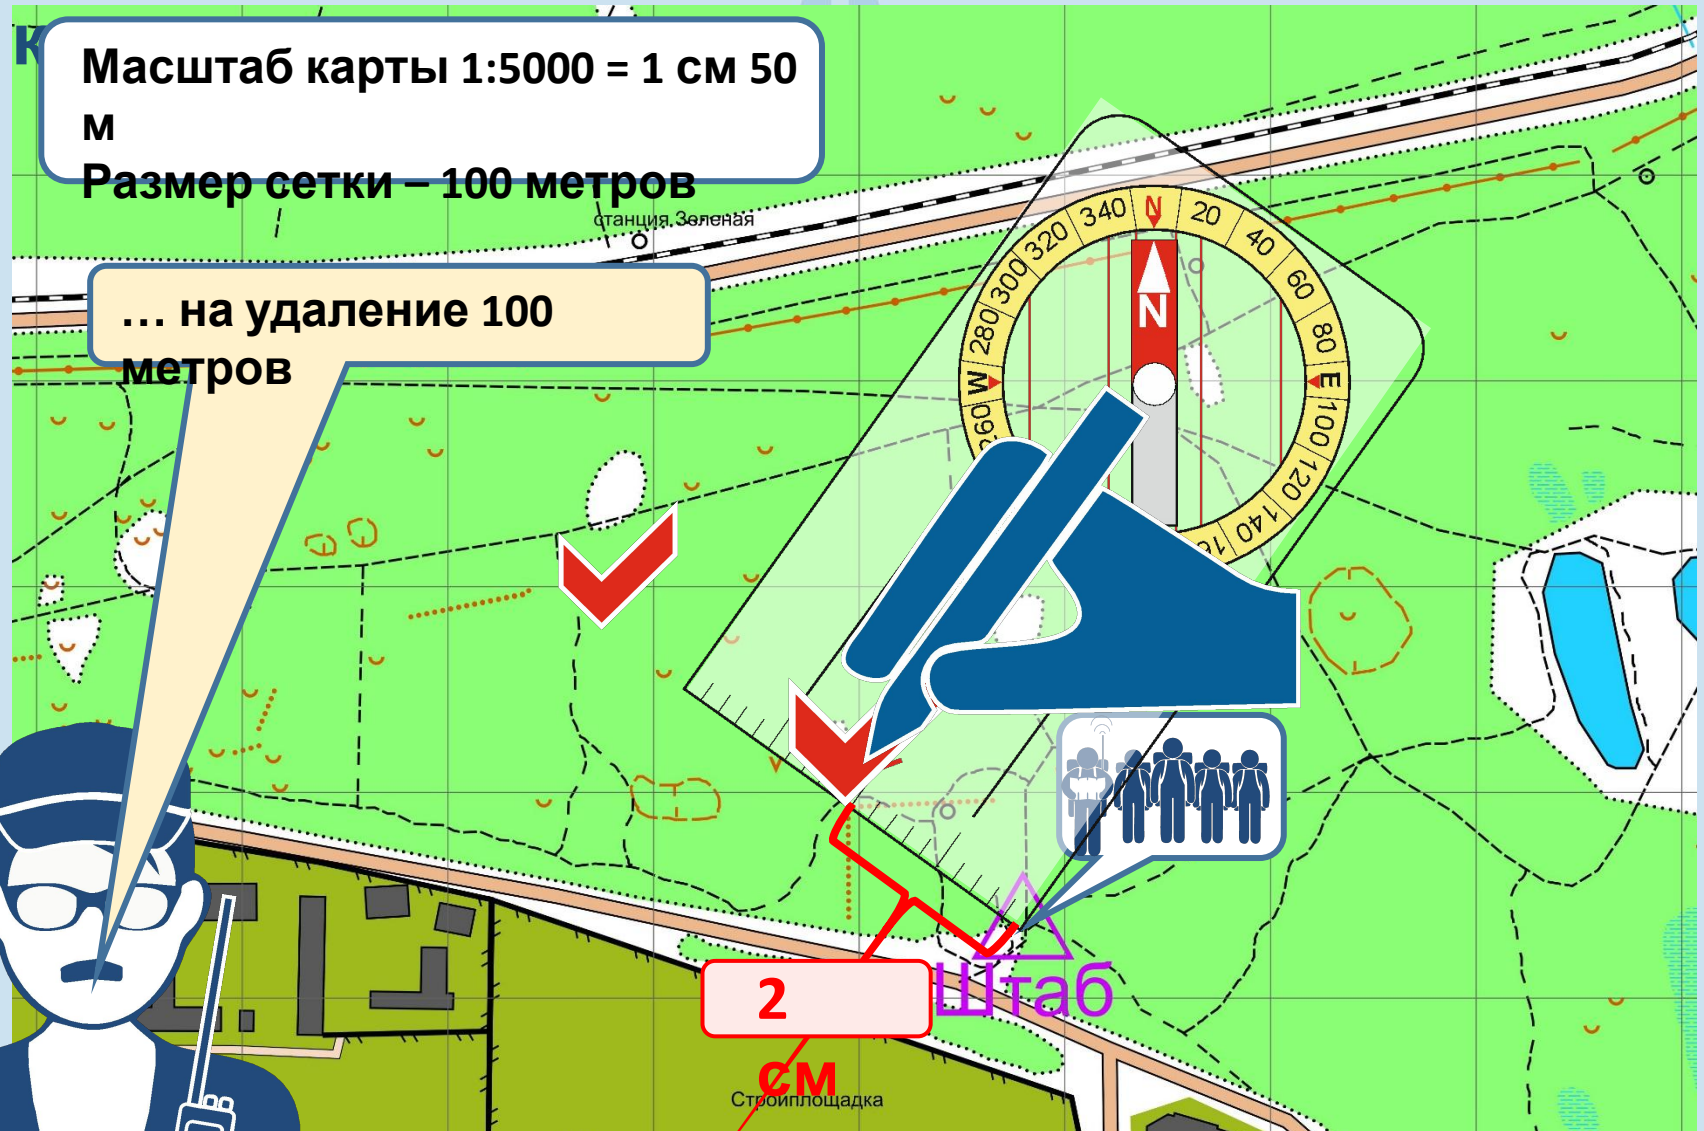 К
Масштаб карты 1:5000 = 1 см 50
м
Размер сетки – 100 метров
станция Зеленая
… на удаление 100
метров
340 N 20
320 40
300 60
280 80
W E
260 100
120
140
16
N
Штаб
2
см
Стройплощадка